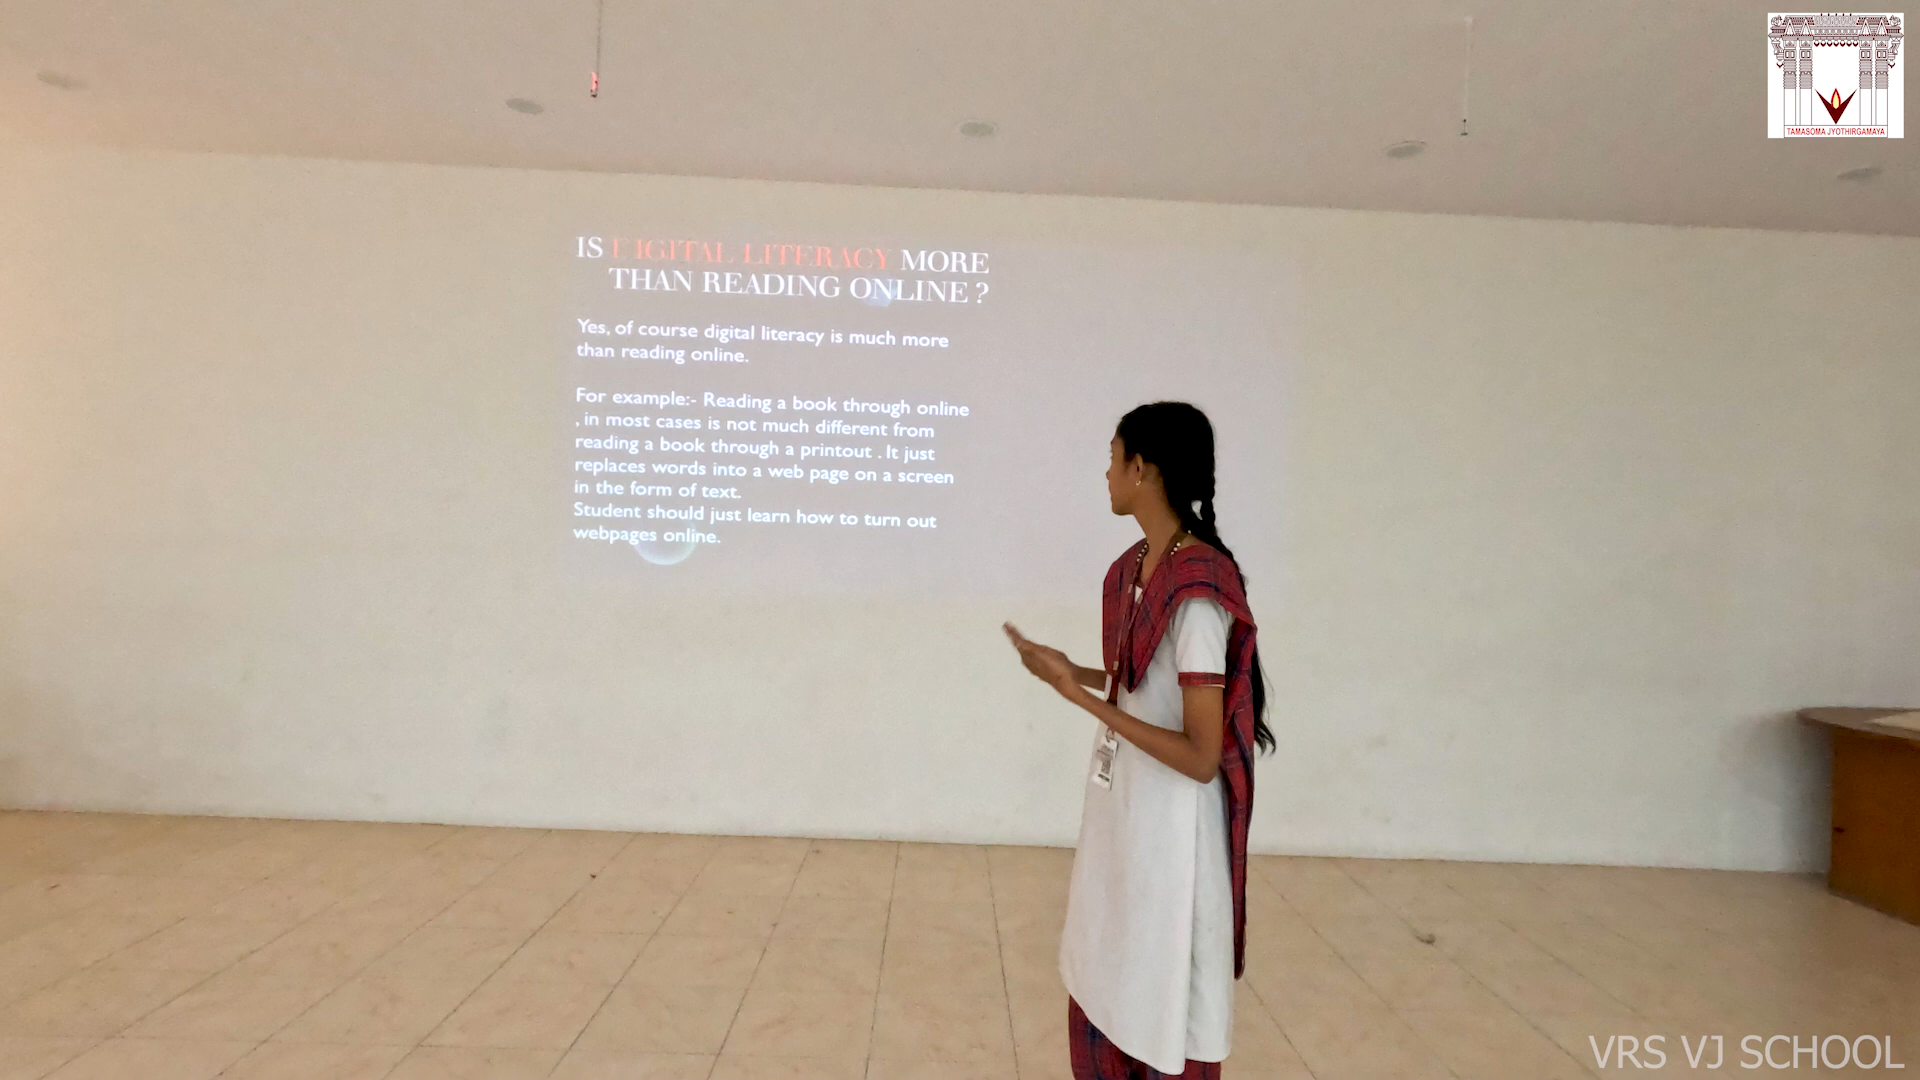 TAMASOMA JYOTHIRGAMAYA
IS DIGITAL LITERACY MORE
THAN READING ONLINE ?
Yes, of course digital literacy is much more
than reading online.
For example:- Reading a book through online
, in most cases is not much different from
reading a book through a printout . It just
replaces words into a web page on a screen
in the form of text.
Student should just learn how to turn out
webpages online.
VRS VJ SCHOOL